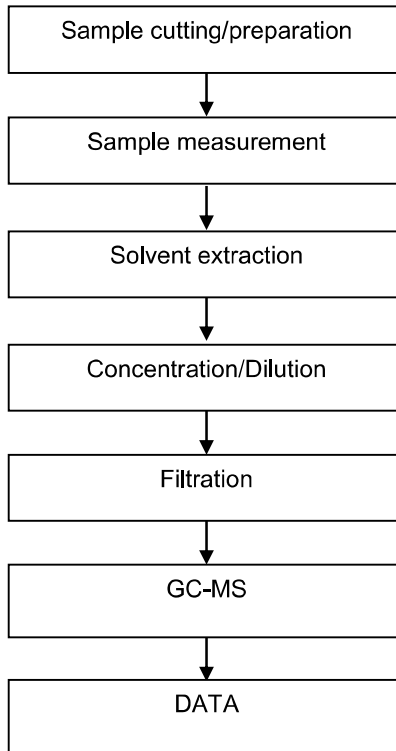 Sample cutting/preparation
Sample measurement
Solvent extraction
Concentration/Dilution
Filtration
GC-MS
DATA